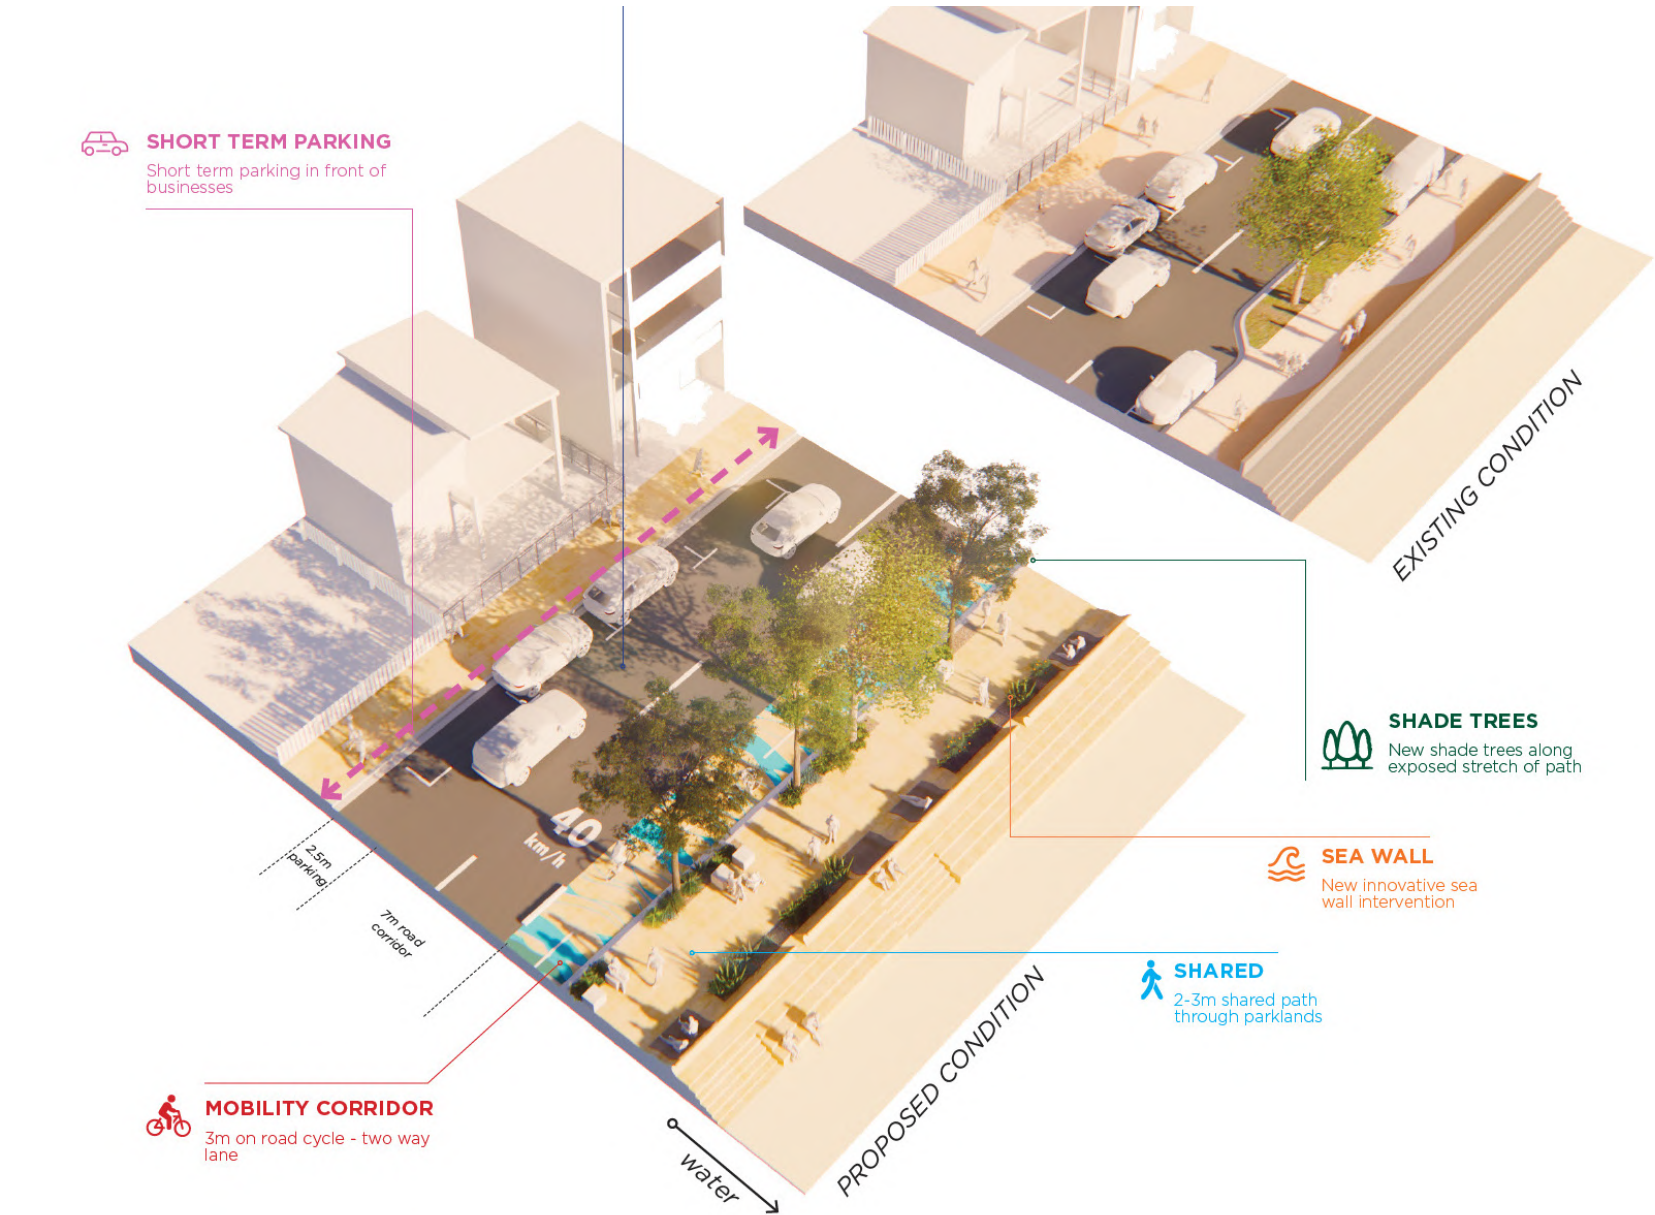 SHORT TERM PARKING
Short term parking in front of
businesses
EXISTING CONDITION
SHADE TREES
New shade trees along
exposed stretch of path
40
km/h
2.5m
parking
7m road
corridor
SEA WALL
New innovative sea
wall intervention
SHARED
2-3m shared path
through parklands
MOBILITY CORRIDOR
3m on road cycle - two way
lane
water
PROPOSED CONDITION